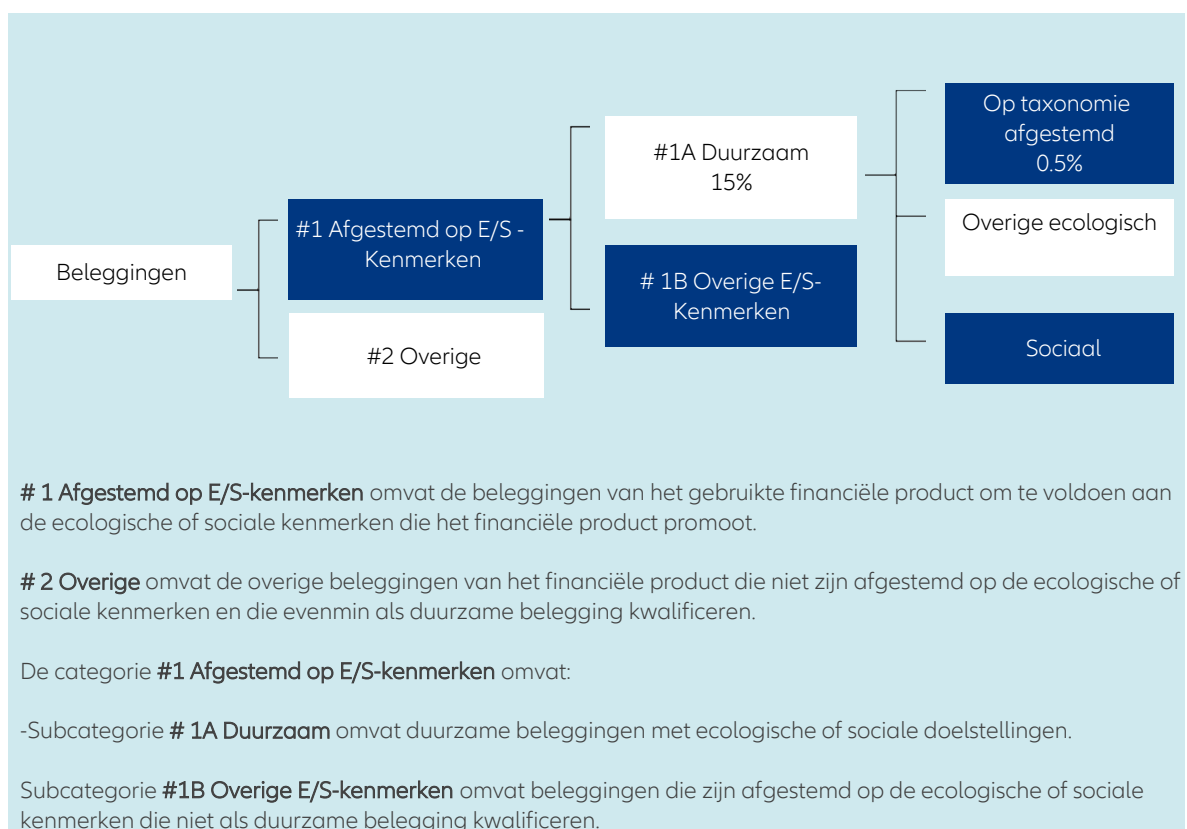 Op taxonomie
afgestemd
0.5%
#1A Duurzaam
15%
Overige ecologisch
#1 Afgestemd op E/S -
Kenmerken
Beleggingen
# 1B Overige E/S-
Kenmerken
#2 Overige
Sociaal
# 1 Afgestemd op E/S-kenmerken omvat de beleggingen van het gebruikte financiële product om te voldoen aan
de ecologische of sociale kenmerken die het financiële product promoot.
# 2 Overige omvat de overige beleggingen van het financiële product die niet zijn afgestemd op de ecologische of
sociale kenmerken en die evenmin als duurzame belegging kwalificeren.
De categorie #1 Afgestemd op E/S-kenmerken omvat:
-Subcategorie # 1A Duurzaam omvat duurzame beleggingen met ecologische of sociale doelstellingen.
Subcategorie #1B Overige E/S-kenmerken omvat beleggingen die zijn afgestemd op de ecologische of sociale
kenmerken die niet als duurzame belegging kwalificeren.